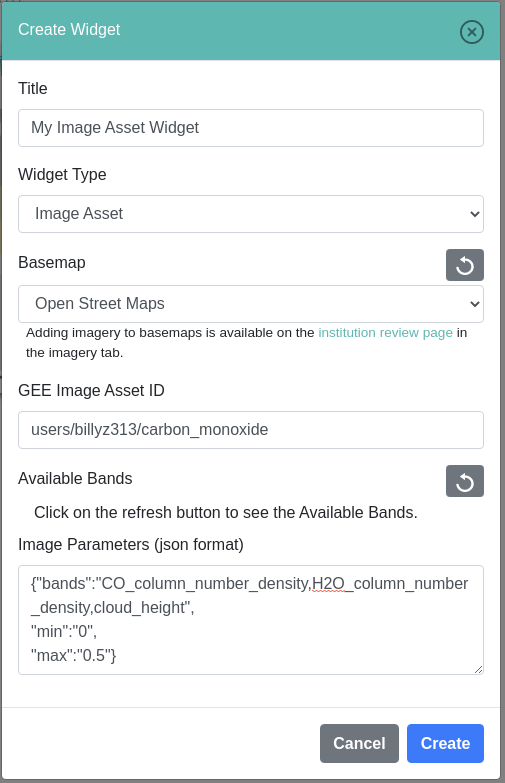 Create Widget
Title
My Image Asset Widget
Widget Type
Image Asset
Basemap
Open Street Maps
Adding imagery to basemaps is available on the institution review page in
the imagery tab.
GEE Image Asset ID
users/billyz313/carbon_monoxide
Available Bands
Click on the refresh button to see the Available Bands.
Image Parameters (json format)
{"bands":"CO_column_number_density,H2O_column_number
_density,cloud_height",
"min":"0",
"max":"0.5"}
Cancel Create